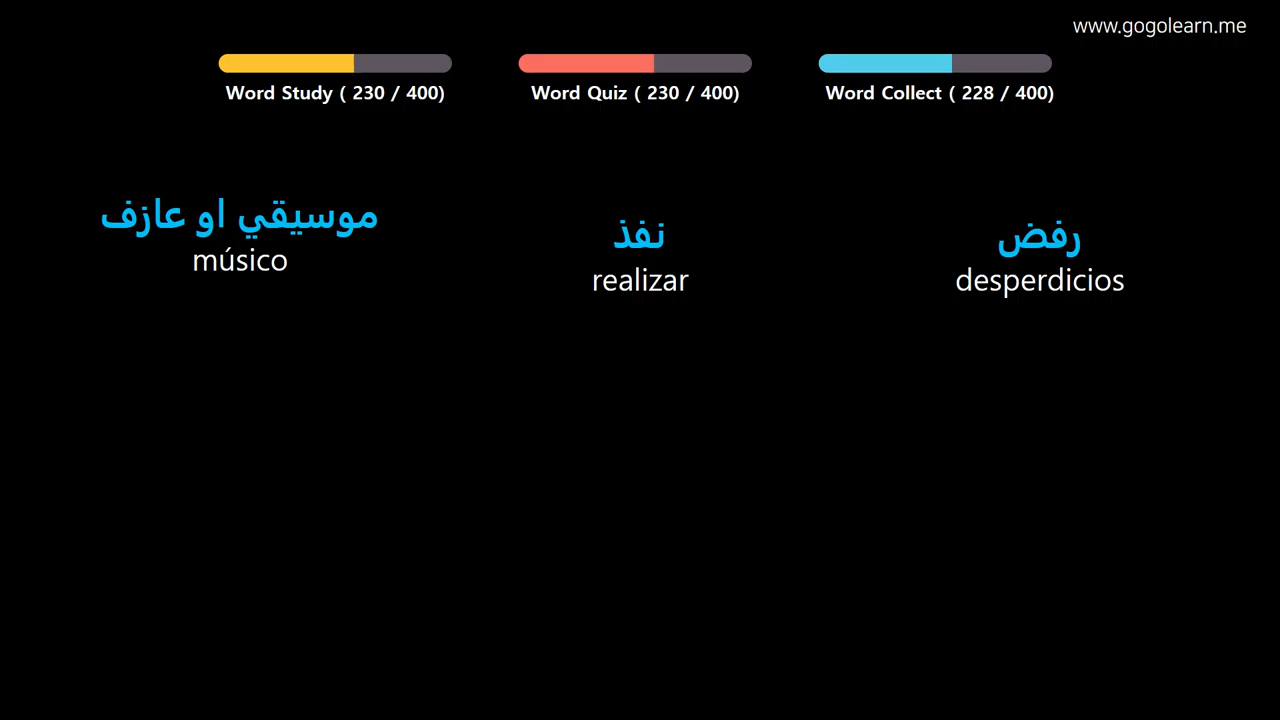 www.gogolearn.me
Word Study ( 230 / 400)
Word Quiz ( 230 / 400)
Word Collect ( 228 / 400)
موسيقي او عازف
músico
نفذ
realizar
رفض
desperdicios